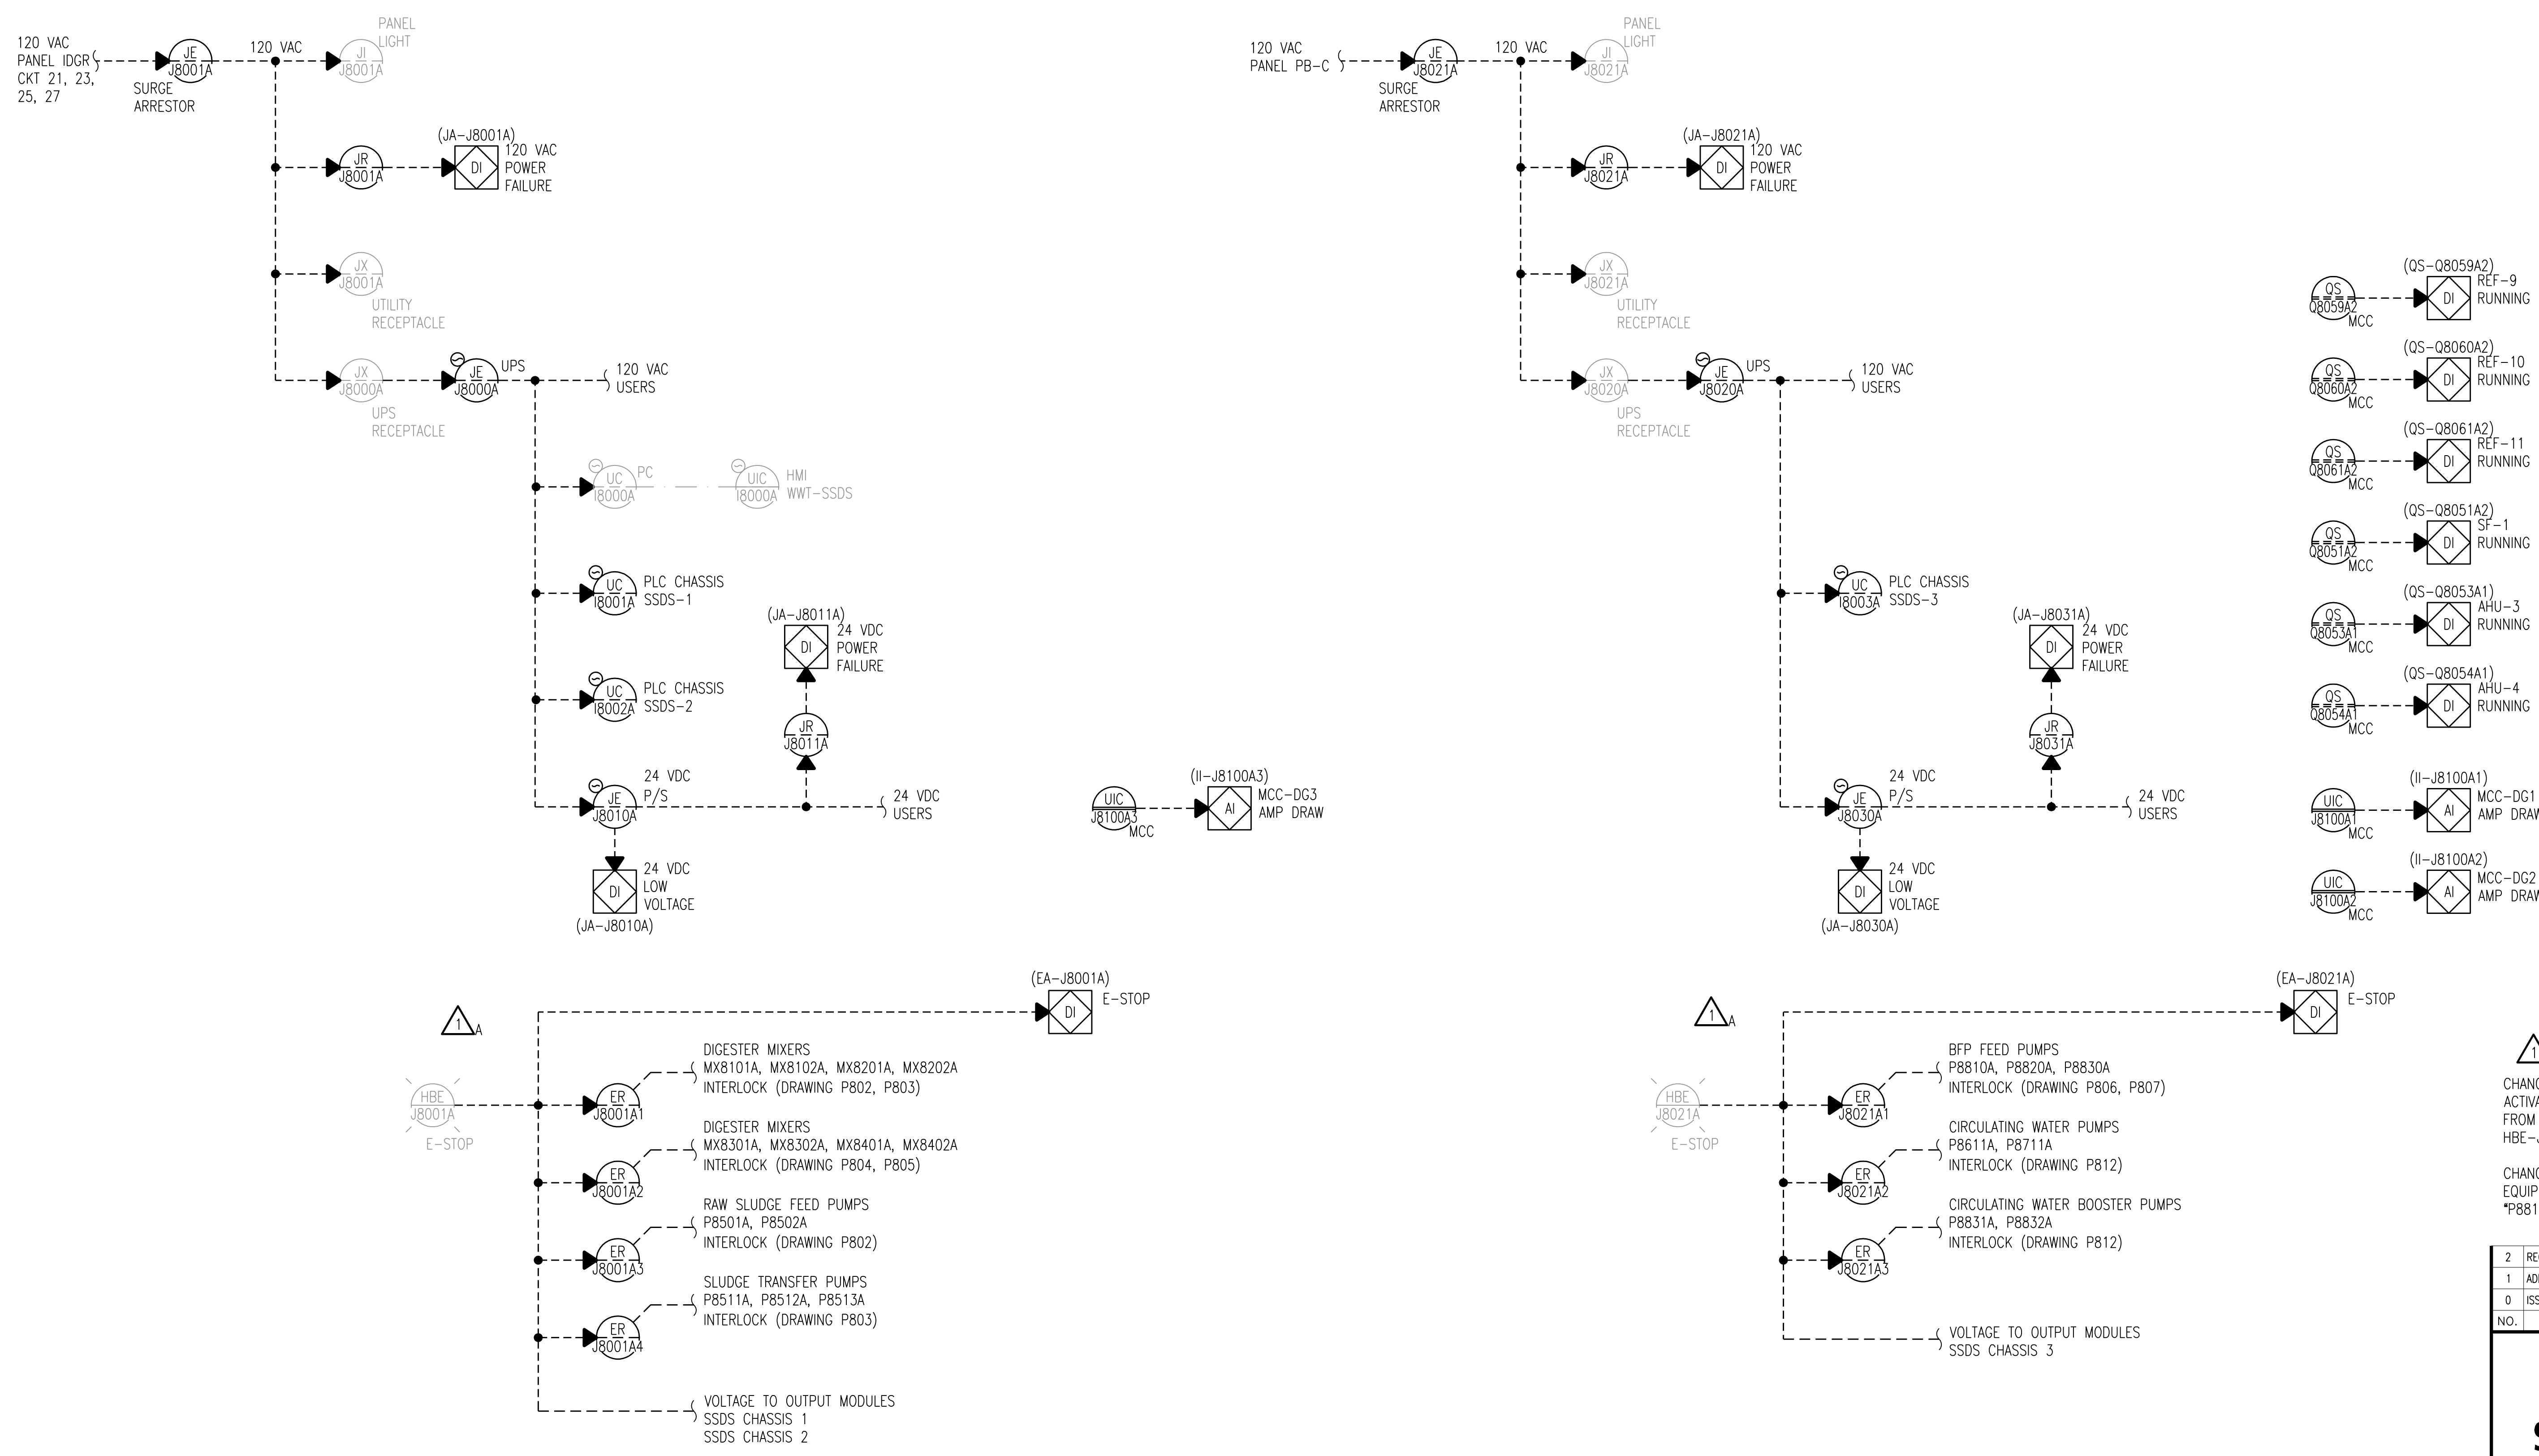 120 VAC
PANEL IDGR
CKT 21, 23,
25, 27
JE
J8001A
SURGE
ARRESTOR
120 VAC
PANEL
LIGHT
JI
J8001A
JR
J8001A
(JA-J8001A)
DI
120 VAC
POWER
FAILURE
JX
J8001A
UTILITY
RECEPTACLE
JX
J8000A
UPS
RECEPTACLE
JE
J8000A
UPS
120 VAC
USERS
UC
I8000A
PC
UIC
I8000A
HMI
WWT-SSDS
UC
I8001A
PLC CHASSIS
SSDS-1
UC
I8002A
PLC CHASSIS
SSDS-2
(JA-J8011A)
DI
24 VDC
POWER
FAILURE
JR
J8011A
JE
J8010A
24 VDC
P/S
24 VDC
USERS
DI
24 VDC
LOW
VOLTAGE
(JA-J8010A)
UIC
J8100A3
MCC
(II-J8100A3)
AI
MCC-DG3
AMP DRAW
(EA-J8001A)
DI
E-STOP
1
A
HBE
J8001A
E-STOP
ER
J8001A1
DIGESTER MIXERS
MX8101A, MX8102A, MX8201A, MX8202A
INTERLOCK (DRAWING P802, P803)
ER
J8001A2
DIGESTER MIXERS
MX8301A, MX8302A, MX8401A, MX8402A
INTERLOCK (DRAWING P804, P805)
ER
J8001A3
RAW SLUDGE FEED PUMPS
P8501A, P8502A
INTERLOCK (DRAWING P802)
ER
J8001A4
SLUDGE TRANSFER PUMPS
P8511A, P8512A, P8513A
INTERLOCK (DRAWING P803)
VOLTAGE TO OUTPUT MODULES
SSDS CHASSIS 1
SSDS CHASSIS 2
120 VAC
PANEL PB-C
JE
J8021A
SURGE
ARRESTOR
120 VAC
PANEL
LIGHT
JI
J8021A
JR
J8021A
(JA-J8021A)
DI
120 VAC
POWER
FAILURE
JX
J8021A
UTILITY
RECEPTACLE
JX
J8020A
UPS
RECEPTACLE
JE
J8020A
UPS
120 VAC
USERS
UC
I8003A
PLC CHASSIS
SSDS-3
(JA-J8031A)
DI
24 VDC
POWER
FAILURE
JR
J8031A
JE
J8030A
24 VDC
P/S
24 VDC
USERS
DI
24 VDC
LOW
VOLTAGE
(JA-J8030A)
(EA-J8021A)
DI
E-STOP
1
A
HBE
J8021A
E-STOP
ER
J8021A1
BFP FEED PUMPS
P8810A, P8820A, P8830A
INTERLOCK (DRAWING P806, P807)
ER
J8021A2
CIRCULATING WATER PUMPS
P8611A, P8711A
INTERLOCK (DRAWING P812)
ER
J8021A3
CIRCULATING WATER BOOSTER PUMPS
P8831A, P8832A
INTERLOCK (DRAWING P812)
VOLTAGE TO OUTPUT MODULES
SSDS CHASSIS 3
QS
Q8059A2
MCC
(QS-Q8059A2)
DI
REF-9
RUNNING
QS
Q8060A2
MCC
(QS-Q8060A2)
DI
REF-10
RUNNING
QS
Q8061A2
MCC
(QS-Q8061A2)
DI
REF-11
RUNNING
QS
Q8051A2
MCC
(QS-Q8051A2)
DI
SF-1
RUNNING
QS
Q8053A1
MCC
(QS-Q8053A1)
DI
AHU-3
RUNNING
QS
Q8054A1
MCC
(QS-Q8054A1)
DI
AHU-4
RUNNING
UIC
J8100A1
MCC
(II-J8100A1)
AI
MCC-DG1
AMP DRAW
UIC
J8100A2
MCC
(II-J8100A2)
AI
MCC-DG2
AMP DRAW
1
FROM
2
1
0
NO.